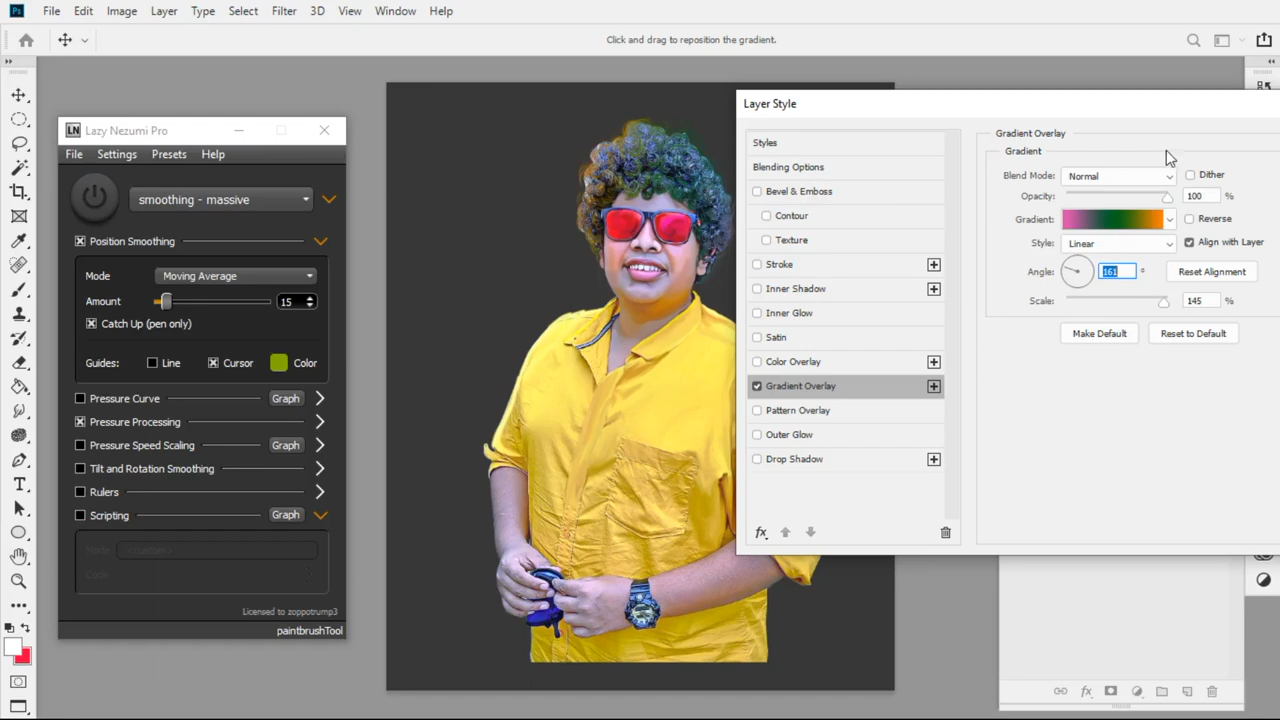 Ps File Edit Image Layer Type Select Filter 3D View Window Help
Click and drag to reposition the gradient.
LN Lazy Nezumi Pro
File Settings Presets Help
smoothing - massive
Position Smoothing
Mode Moving Average
Amount 15
Catch Up (pen only)
Guides: Line Cursor Color
Pressure Curve Graph
Pressure Processing
Pressure Speed Scaling Graph
Tilt and Rotation Smoothing
Rulers
Scripting Graph
Mode <custom>
Code
Licensed to zoppotrump3
paintbrushTool
Layer Style
Styles
Blending Options
Bevel & Emboss
Contour
Texture
Stroke
Inner Shadow
Inner Glow
Satin
Color Overlay
Gradient Overlay
Pattern Overlay
Outer Glow
Drop Shadow
fx
Gradient Overlay
Gradient
Blend Mode: Normal Dither
Opacity: 100 %
Gradient: Reverse
Style: Linear Align with Layer
Angle: 161 ° Reset Alignment
Scale: 145 %
Make Default Reset to Default
fx